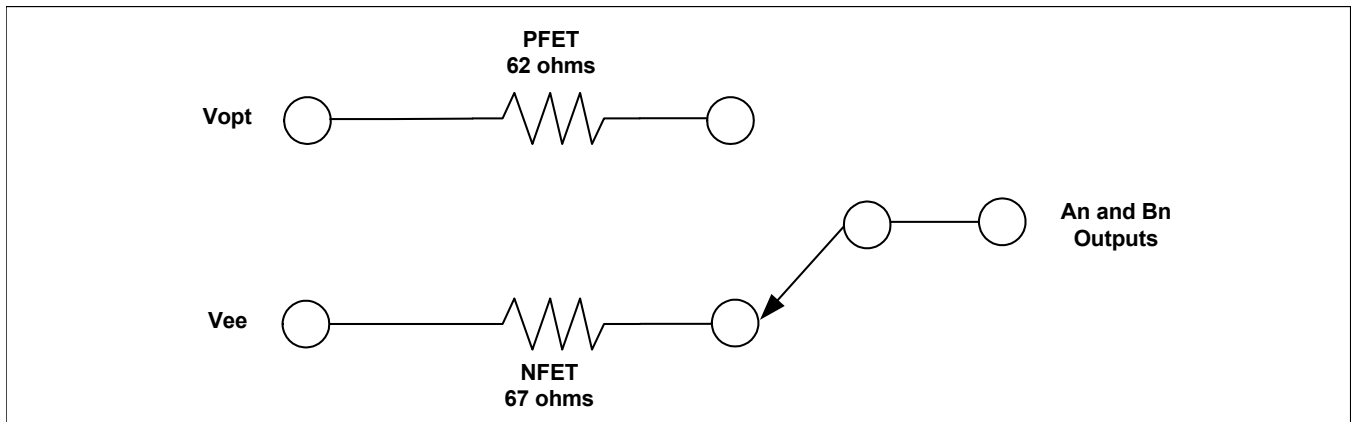 PFET
62 ohms
Vopt
An and Bn
Outputs
Vee
NFET
67 ohms